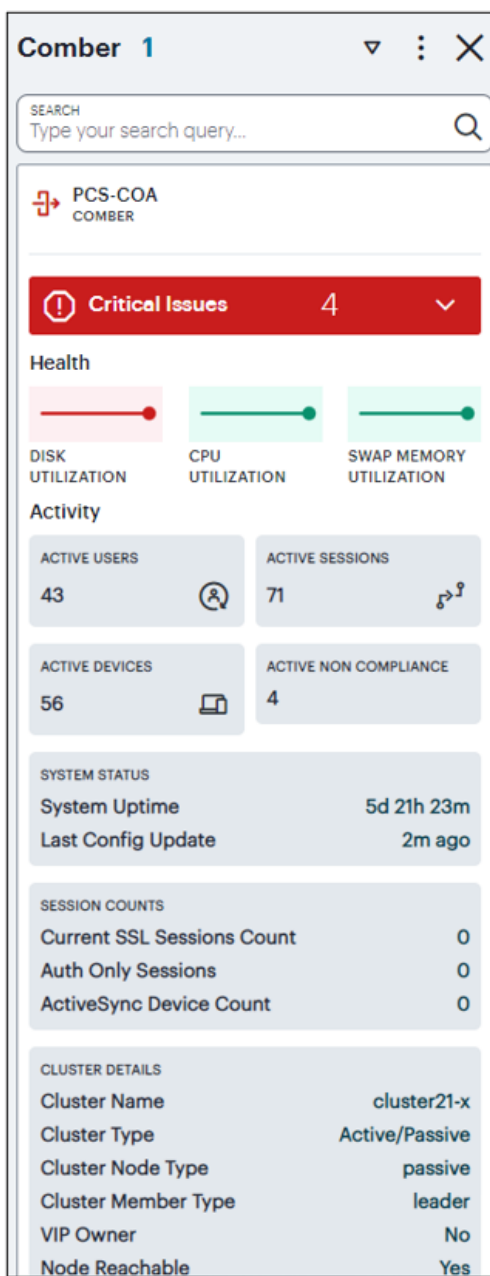 Comber 1
SEARCH
Type your search query...
PCS-COA
COMBER
Critical Issues 4
Health
DISK UTILIZATION
CPU UTILIZATION
SWAP MEMORY UTILIZATION
Activity
ACTIVE USERS
43
ACTIVE SESSIONS
71
ACTIVE DEVICES
56
ACTIVE NON COMPLIANCE
4
SYSTEM STATUS
System Uptime 5d 21h 23m
Last Config Update 2m ago
SESSION COUNTS
Current SSL Sessions Count 0
Auth Only Sessions 0
ActiveSync Device Count 0
CLUSTER DETAILS
Cluster Name cluster21-x
Cluster Type Active/Passive
Cluster Node Type passive
Cluster Member Type leader
VIP Owner No
Node Reachable Yes